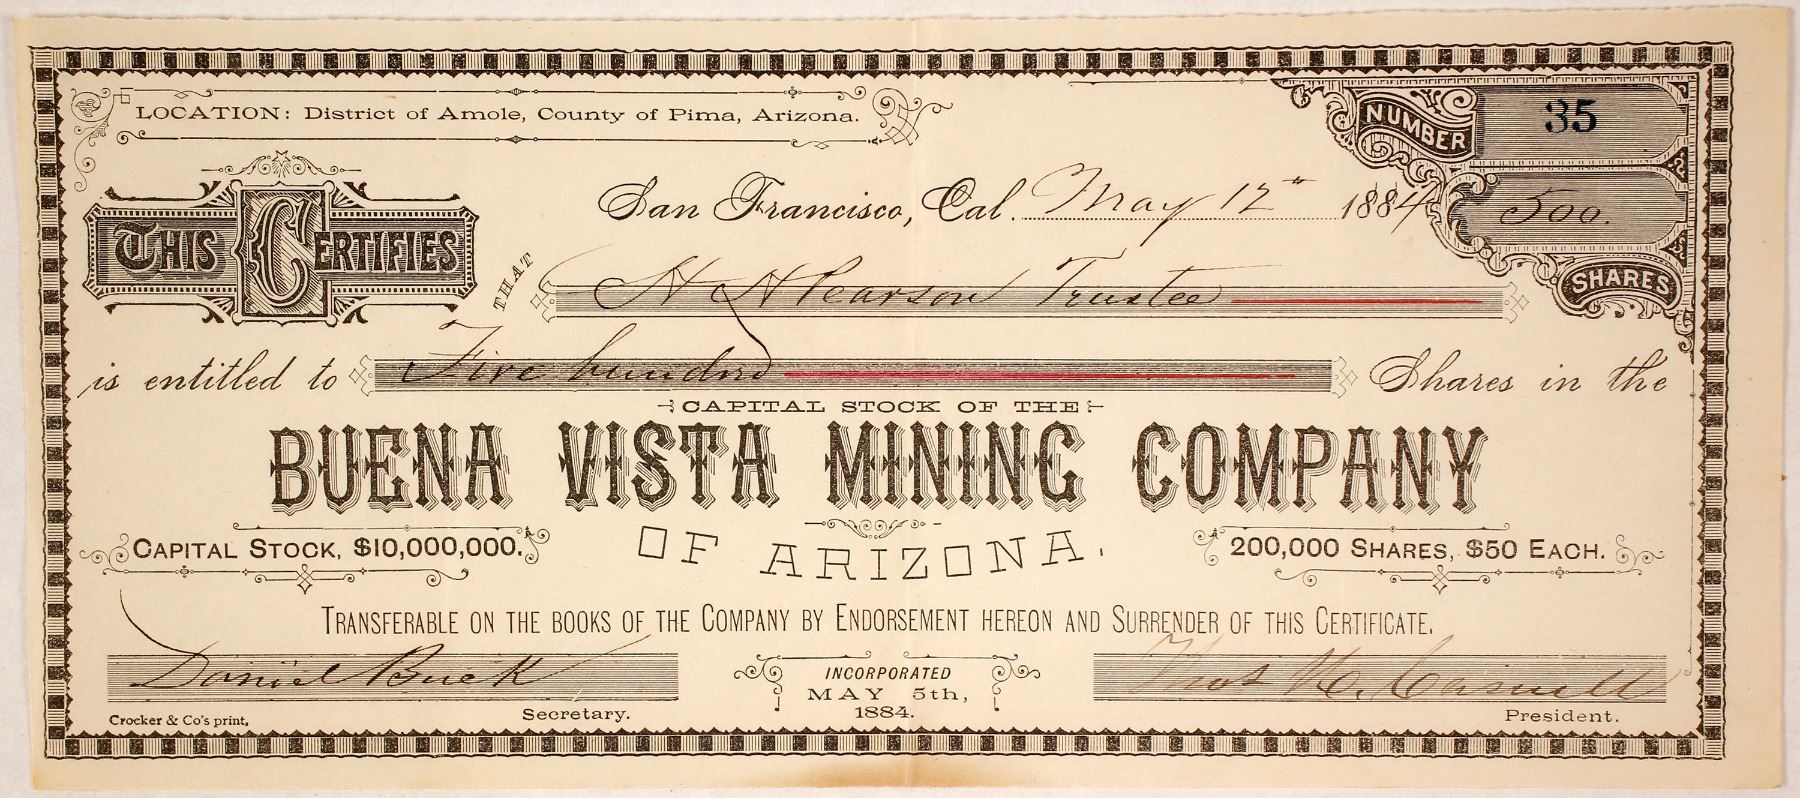 LOCATION: District of Amole, County of Pima, Arizona.
NUMBER 35
San Francisco, Cal. May 12th 1884
500. SHARES
THIS CERTIFIES
THAT H N Pearson Trustee
is entitled to Five hundred Shares in the
CAPITAL STOCK OF THE
BUENA VISTA MINING COMPANY
OF ARIZONA.
CAPITAL STOCK, $10,000,000.
200,000 SHARES, $50 EACH.
TRANSFERABLE ON THE BOOKS OF THE COMPANY BY ENDORSEMENT HEREON AND SURRENDER OF THIS CERTIFICATE.
Daniel Buck
Secretary.
INCORPORATED
MAY 5th,
1884.
Thos
President.
Crocker & Co's print,